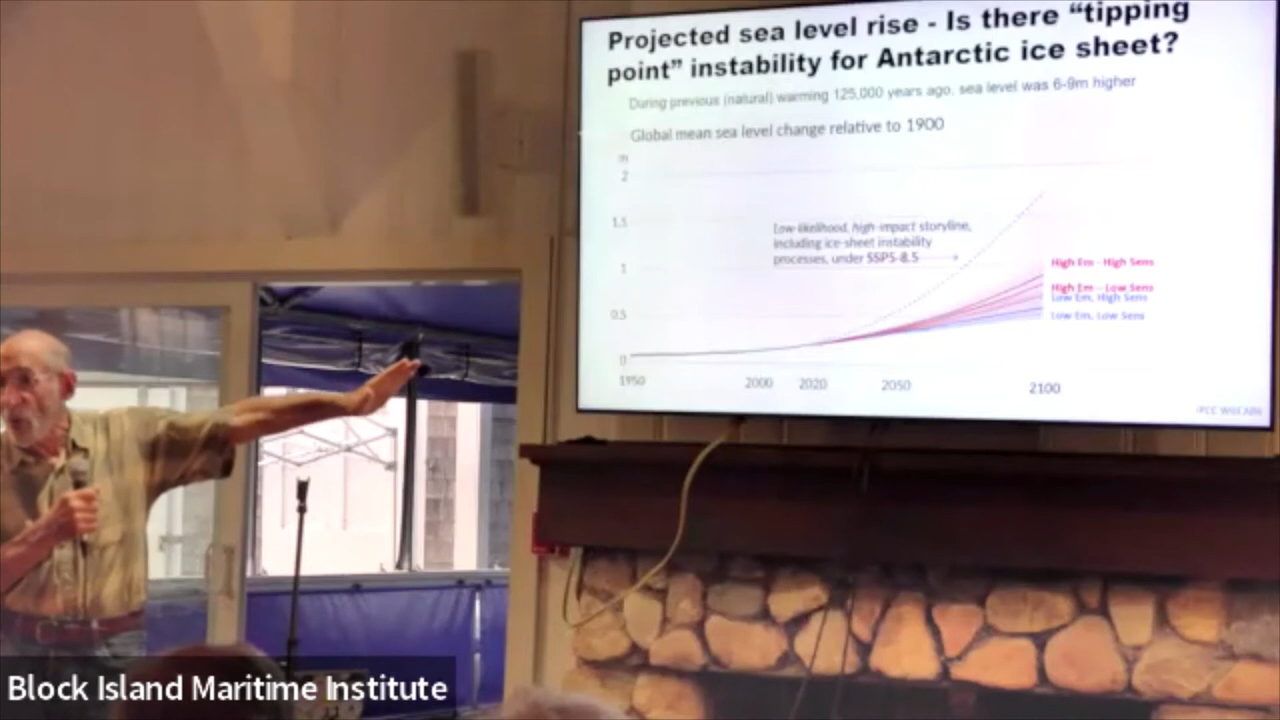 Projected sea level rise - Is there “tipping
point” instability for Antarctic ice sheet?
During previous (natural) warming 125,000 years ago, sea level was 6-9m higher
Global mean sea level change relative to 1900
m
2
1.5
1
0.5
0
Low-likelihood, high-impact storyline,
including ice-sheet instability
processes, under SSP5-8.5
High Em - High Sens
High Em - Low Sens
Low Em, High Sens
Low Em, Low Sens
1950 2000 2020 2050 2100
IPCC WGI AR6
Block Island Maritime Institute